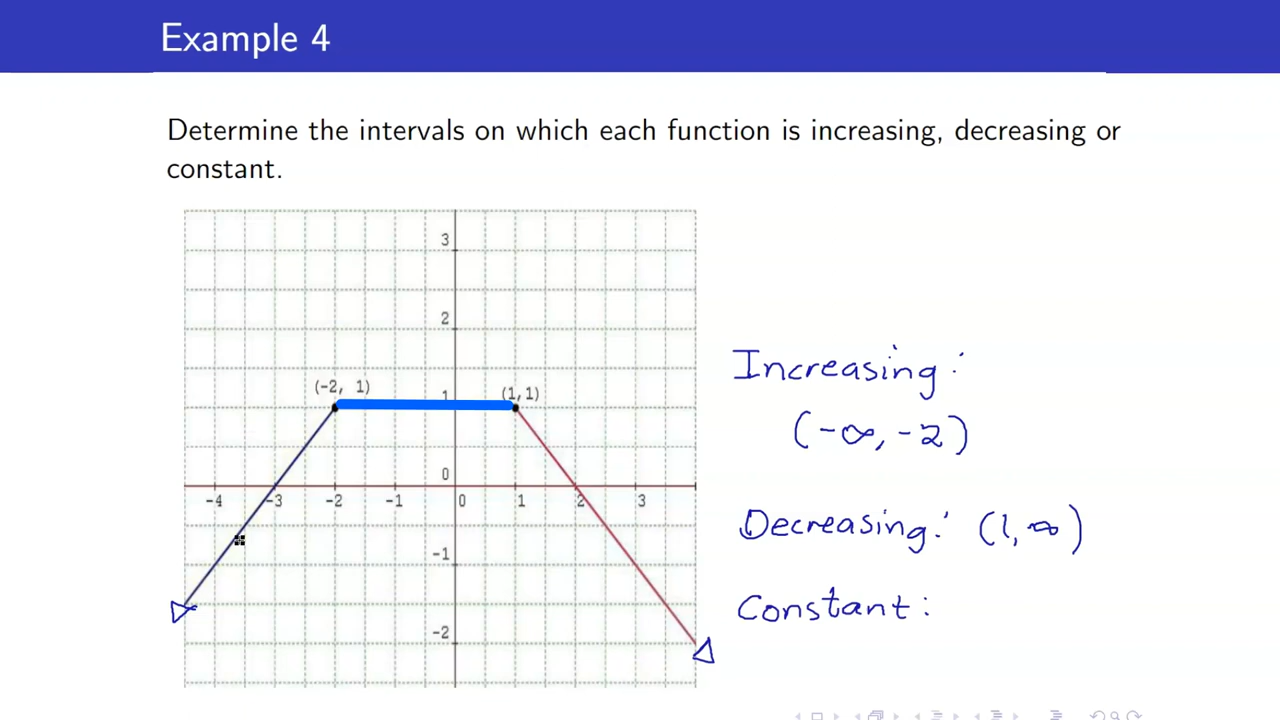 Example 4
Determine the intervals on which each function is increasing, decreasing or
constant.
3
2
(-2, 1)
1
(1,1)
0
-4
-3
-2
-1
0
1
2
3
-1
-2
Increasing:
(-∞, -2)
Decreasing: (1, ∞)
Constant: